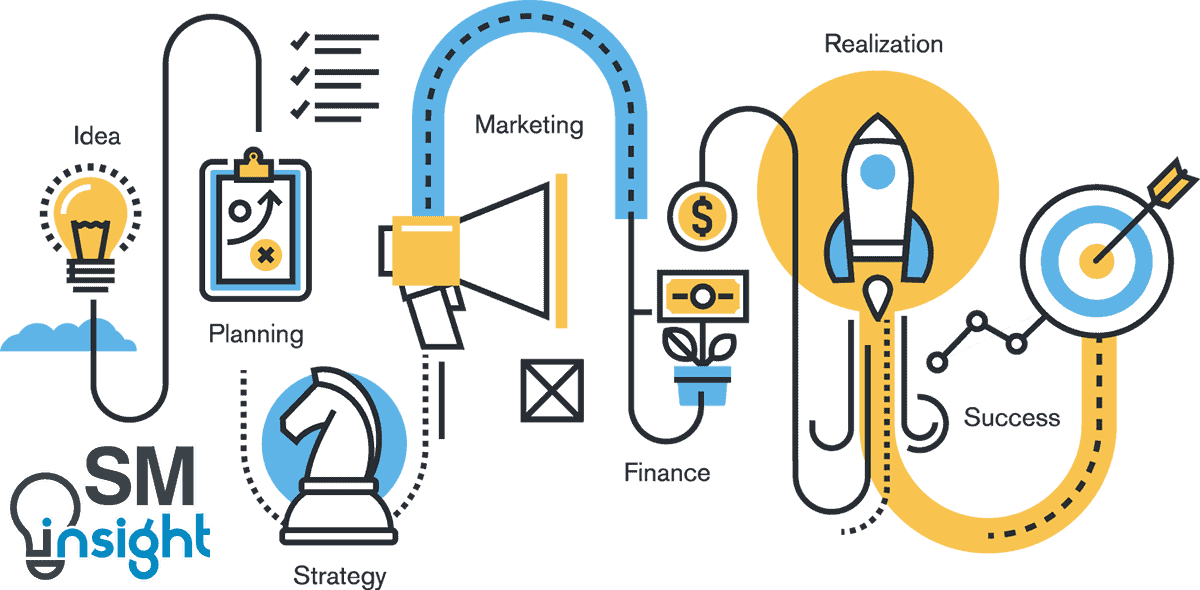 Idea
Planning
Strategy
Marketing
Finance
$
Realization
Success
SM
insight